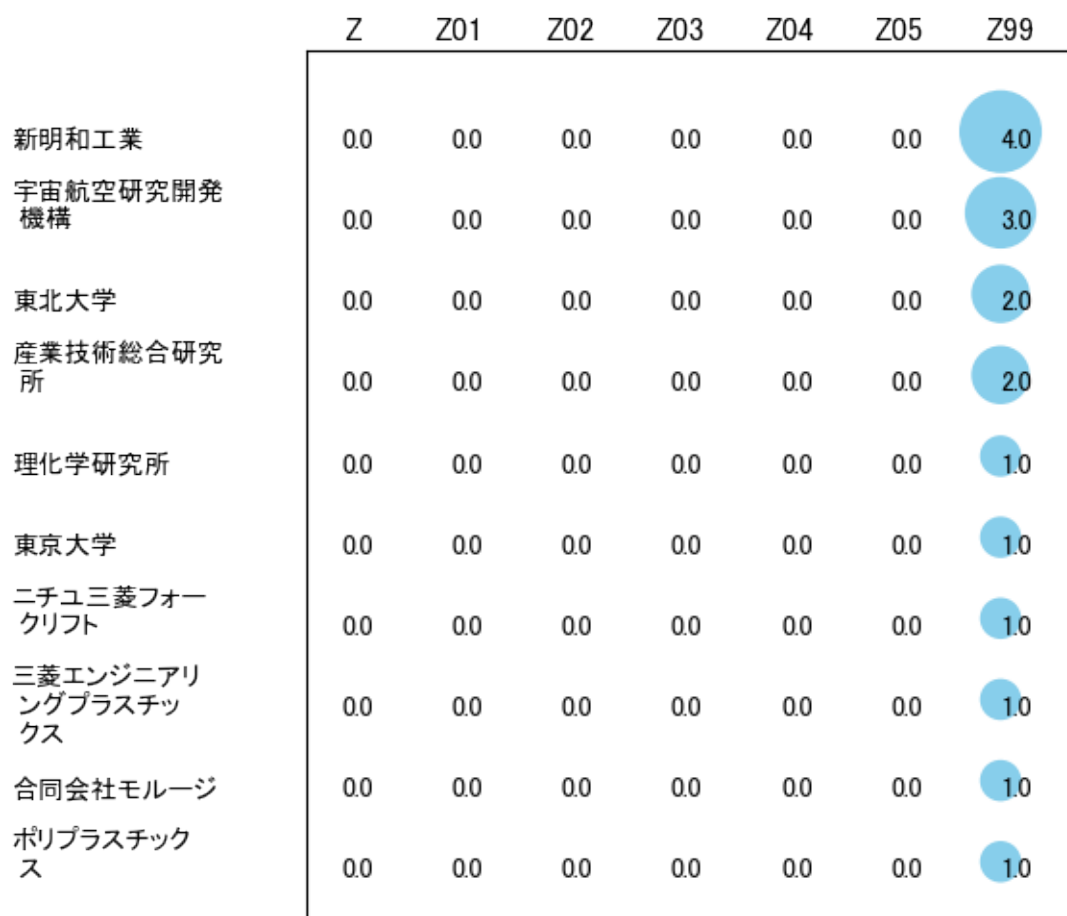 Z Z01 Z02 Z03 Z04 Z05 Z99
新明和工業 0.0 0.0 0.0 0.0 0.0 0.0 4.0
宇宙航空研究開発
機構 0.0 0.0 0.0 0.0 0.0 0.0 3.0
東北大学 0.0 0.0 0.0 0.0 0.0 0.0 2.0
産業技術総合研究
所 0.0 0.0 0.0 0.0 0.0 0.0 2.0
理化学研究所 0.0 0.0 0.0 0.0 0.0 0.0 1.0
東京大学 0.0 0.0 0.0 0.0 0.0 0.0 1.0
ニチユ三菱フォー
クリフト 0.0 0.0 0.0 0.0 0.0 0.0 1.0
三菱エンジニアリ
ングプラスチッ
クス 0.0 0.0 0.0 0.0 0.0 0.0 1.0
合同会社モルージ 0.0 0.0 0.0 0.0 0.0 0.0 1.0
ポリプラスチック
ス 0.0 0.0 0.0 0.0 0.0 0.0 1.0